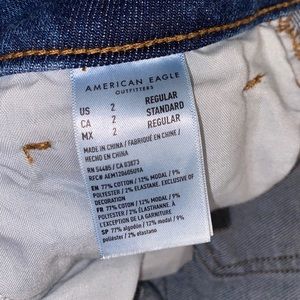 AMERICAN EAGLE
OUTFITTERS
US 2 REGULAR
CA 2 STANDARD
MX 2 REGULAR
MADE IN CHINA / FABRIQUÉ EN CHINE /
HECHO EN CHINA
RN 54485 / CA 03873
EN 77% COTTON / 12% MODAL / 9%
POLYESTER / 2% ELASTANE. EXCLUSIVE OF
DECORATION
FR 77% COTTON / 12% MODAL / 9%
POLYESTER / 2% ÉLASTHANNE. À
L'EXCEPTION DE LA GARNITURE
SP 77% algodón / 12% modal / 9%
poliéster / 2% elastano